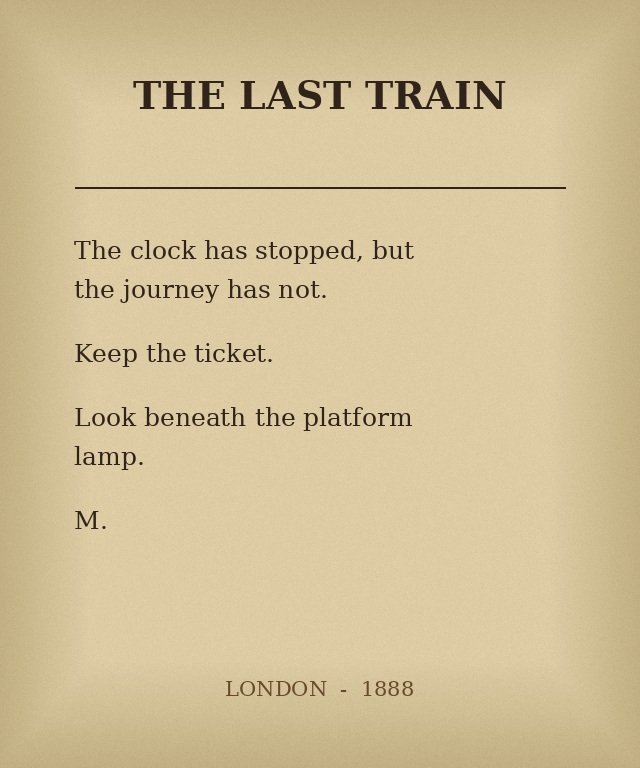 THE LAST TRAIN
The clock has stopped, but
the journey has not.
Keep the ticket.
Look beneath the platform
lamp.
M.
LONDON - 1888